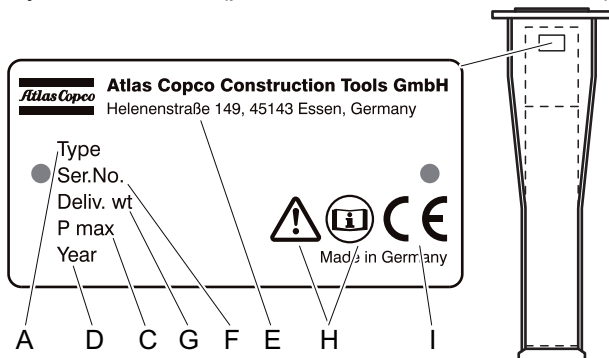 Atlas Copco
Atlas Copco Construction Tools GmbH
Helenenstraße 149, 45143 Essen, Germany
Type
Ser.No.
Deliv. wt
P max
Year
CE
Made in Germany
A D C G F E H I